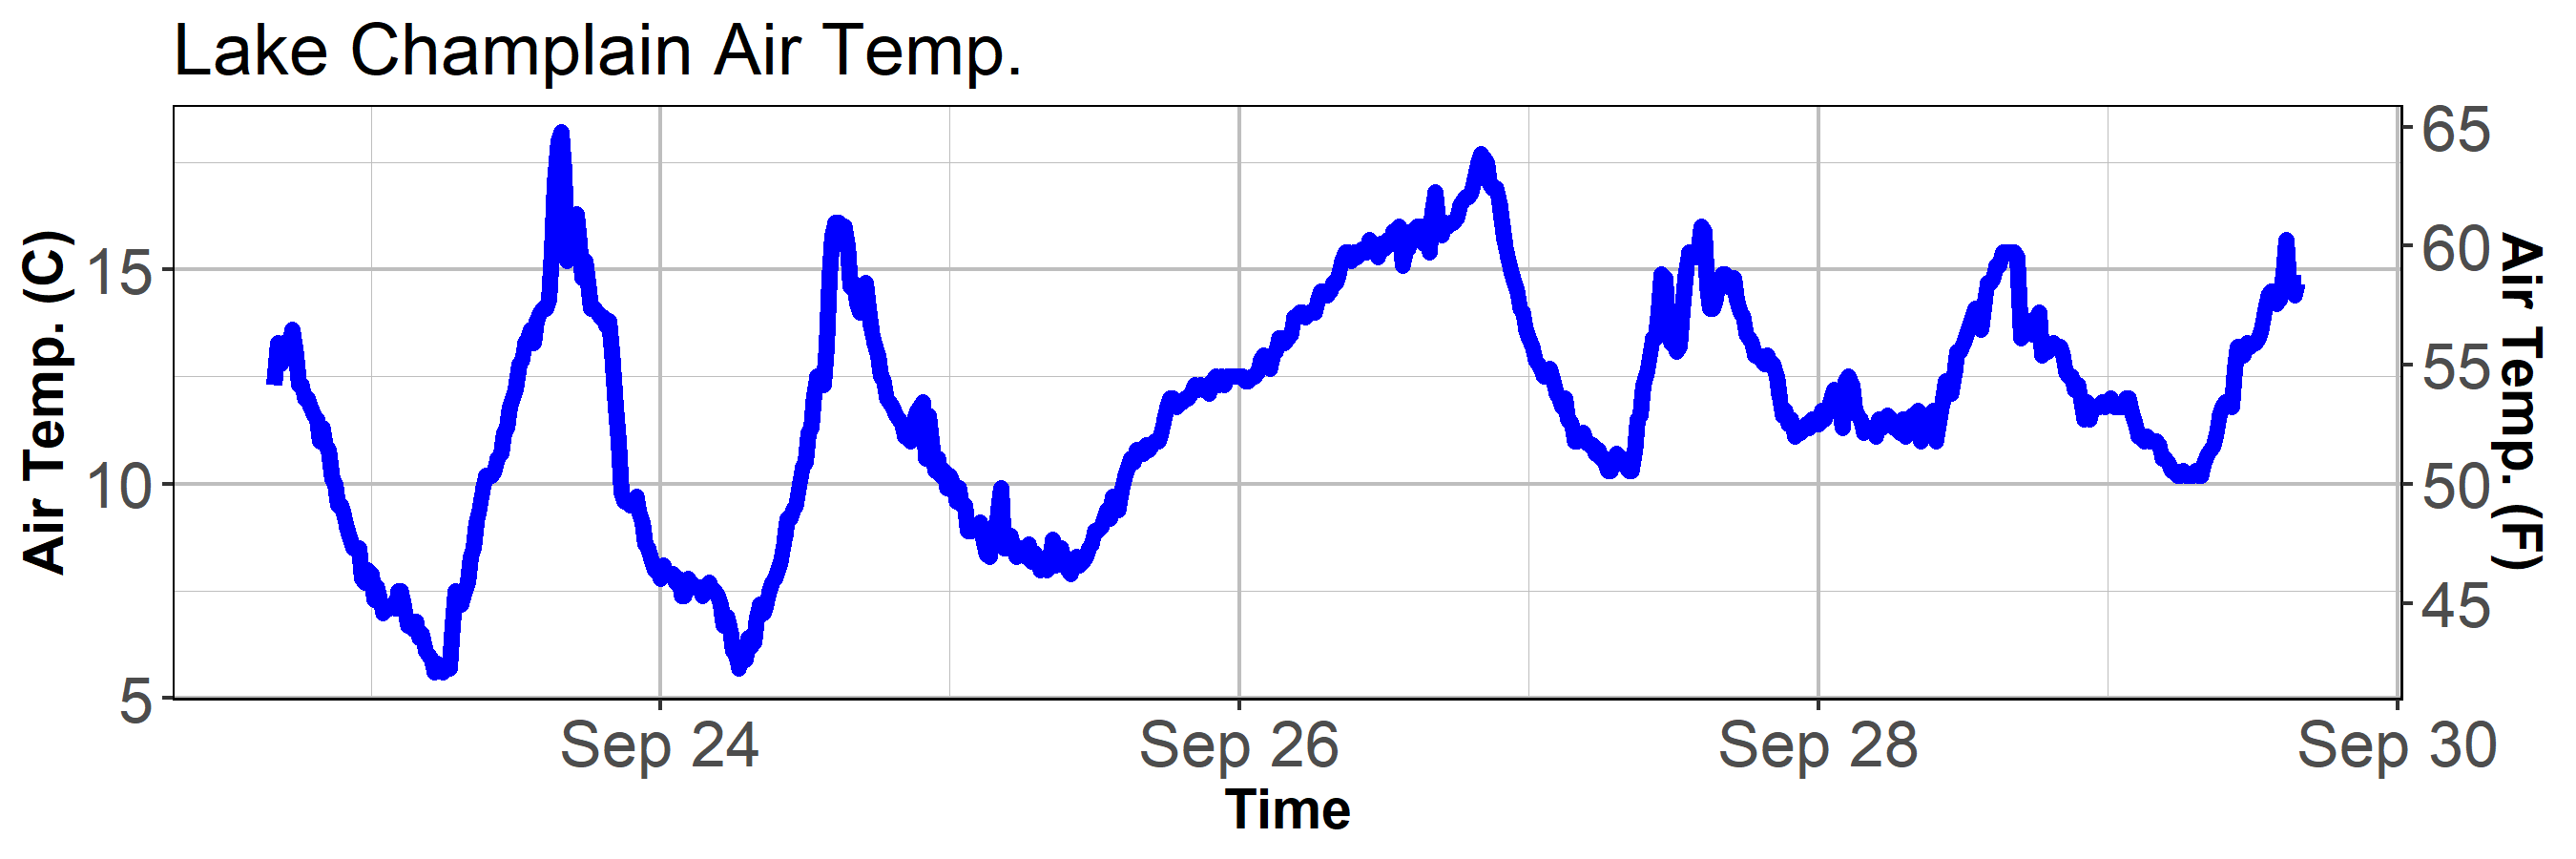 Lake Champlain Air Temp.
Air Temp. (C)
15
10
5
65
60
55
50
45
Air Temp. (F)
Sep 24
Sep 26
Sep 28
Sep 30
Time